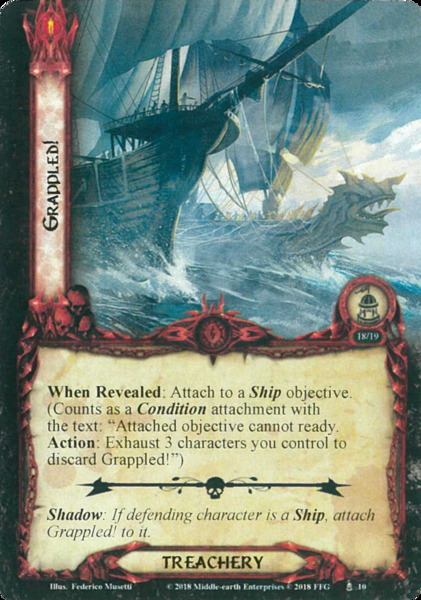 Grappled!
18/19
When Revealed: Attach to a Ship objective.
(Counts as a Condition attachment with
the text: “Attached objective cannot ready.
Action: Exhaust 3 characters you control to
discard Grappled!”)
Shadow: If defending character is a Ship, attach
Grappled! to it.
TREACHERY
Illus. Federico Musetti © 2018 Middle-earth Enterprises © 2018 FFG 10